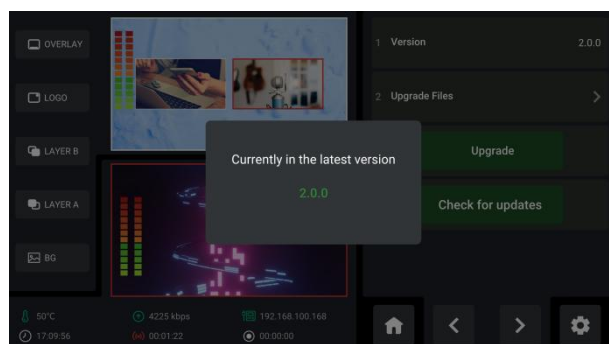 OVERLAY
LOGO
LAYER B
LAYER A
BG
1 Version 2.0.0
2 Upgrade Files
Upgrade
Check for updates
Currently in the latest version
2.0.0
50°C
4225 kbps
192.168.100.168
17:09:56
00:01:22
00:00:00